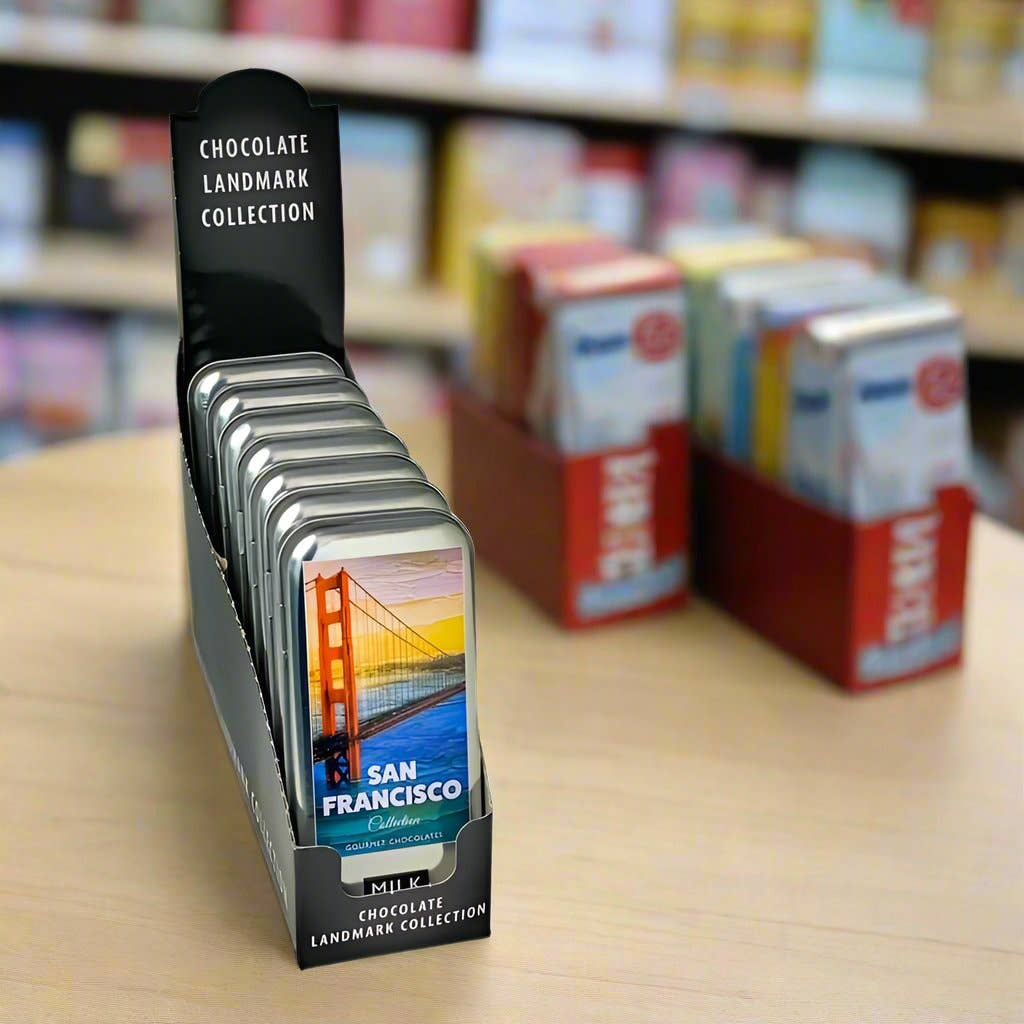 CHOCOLATE
LANDMARK
COLLECTION
SAN
FRANCISCO
Collection
GOURMET CHOCOLATES
MILK
CHOCOLATE
LANDMARK COLLECTION